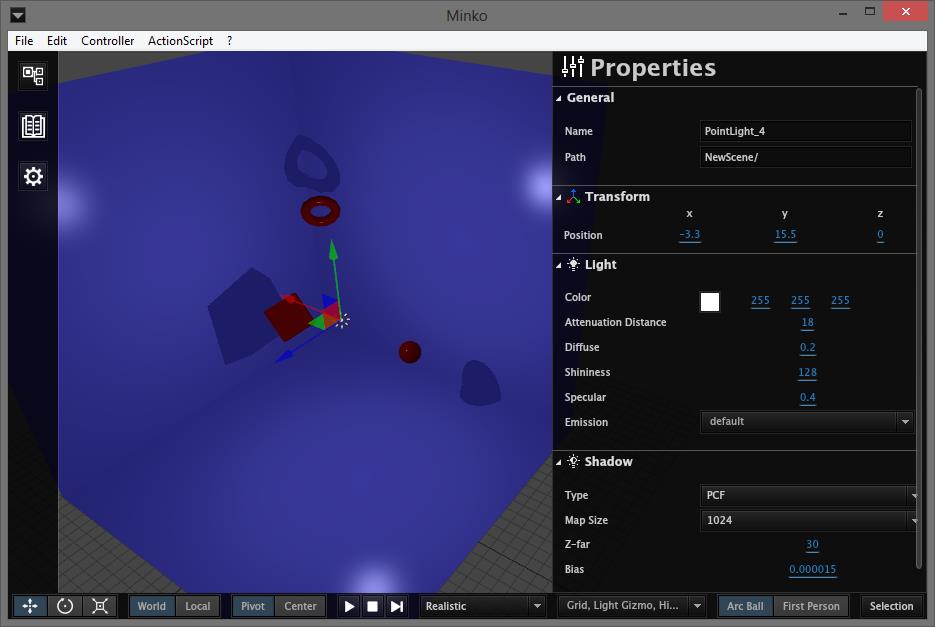 Minko
File Edit Controller ActionScript ?
Properties
General
Name PointLight_4
Path NewScene/
Transform
x y z
Position -3.3 15.5 0
Light
Color 255 255 255
Attenuation Distance 18
Diffuse 0.2
Shininess 128
Specular 0.4
Emission default
Shadow
Type PCF
Map Size 1024
Z-far 30
Bias 0.000015
World Local Pivot Center Realistic Grid, Light Gizmo, Hi... Arc Ball First Person Selection